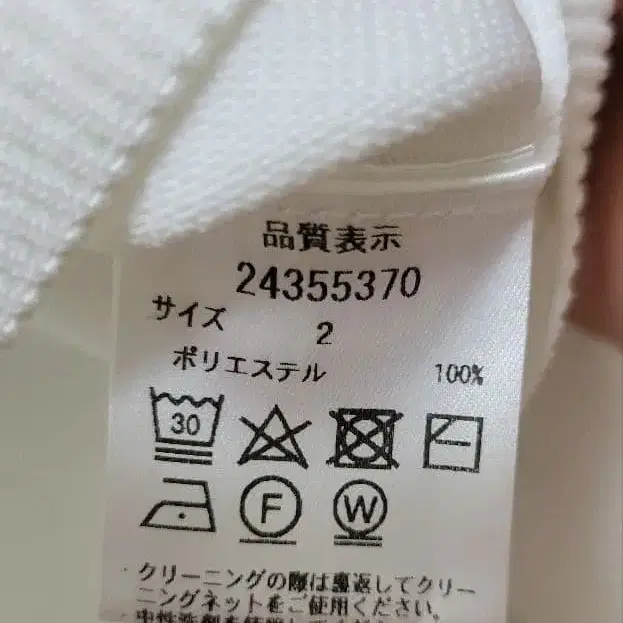 品質表示
24355370
サイズ 2
ポリエステル 100%
30
F W
・クリーニングの際は裏返してクリー
ニングネットをご使用ください。